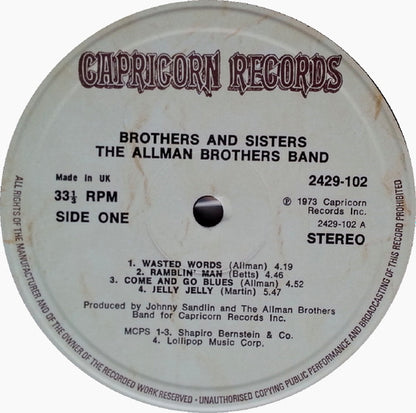 CAPRICORN RECORDS
BROTHERS AND SISTERS
THE ALLMAN BROTHERS BAND
Made in UK
33⅓ RPM
SIDE ONE
2429-102
Ⓟ 1973 Capricorn
Records Inc.
2429-102 A
STEREO
1. WASTED WORDS (Allman) 4.19
2. RAMBLIN' MAN (Betts) 4.46
3. COME AND GO BLUES (Allman) 4.52
4. JELLY JELLY (Martin) 5.47
Produced by Johnny Sandlin and The Allman Brothers
Band for Capricorn Records Inc.
MCPS 1-3. Shapiro Bernstein & Co.
4. Lollipop Music Corp.
ALL RIGHTS OF THE MANUFACTURER AND OF THE OWNER OF THE RECORDED WORK RESERVED - UNAUTHORISED COPYING PUBLIC PERFORMANCE AND BROADCASTING OF THIS RECORD PROHIBITED